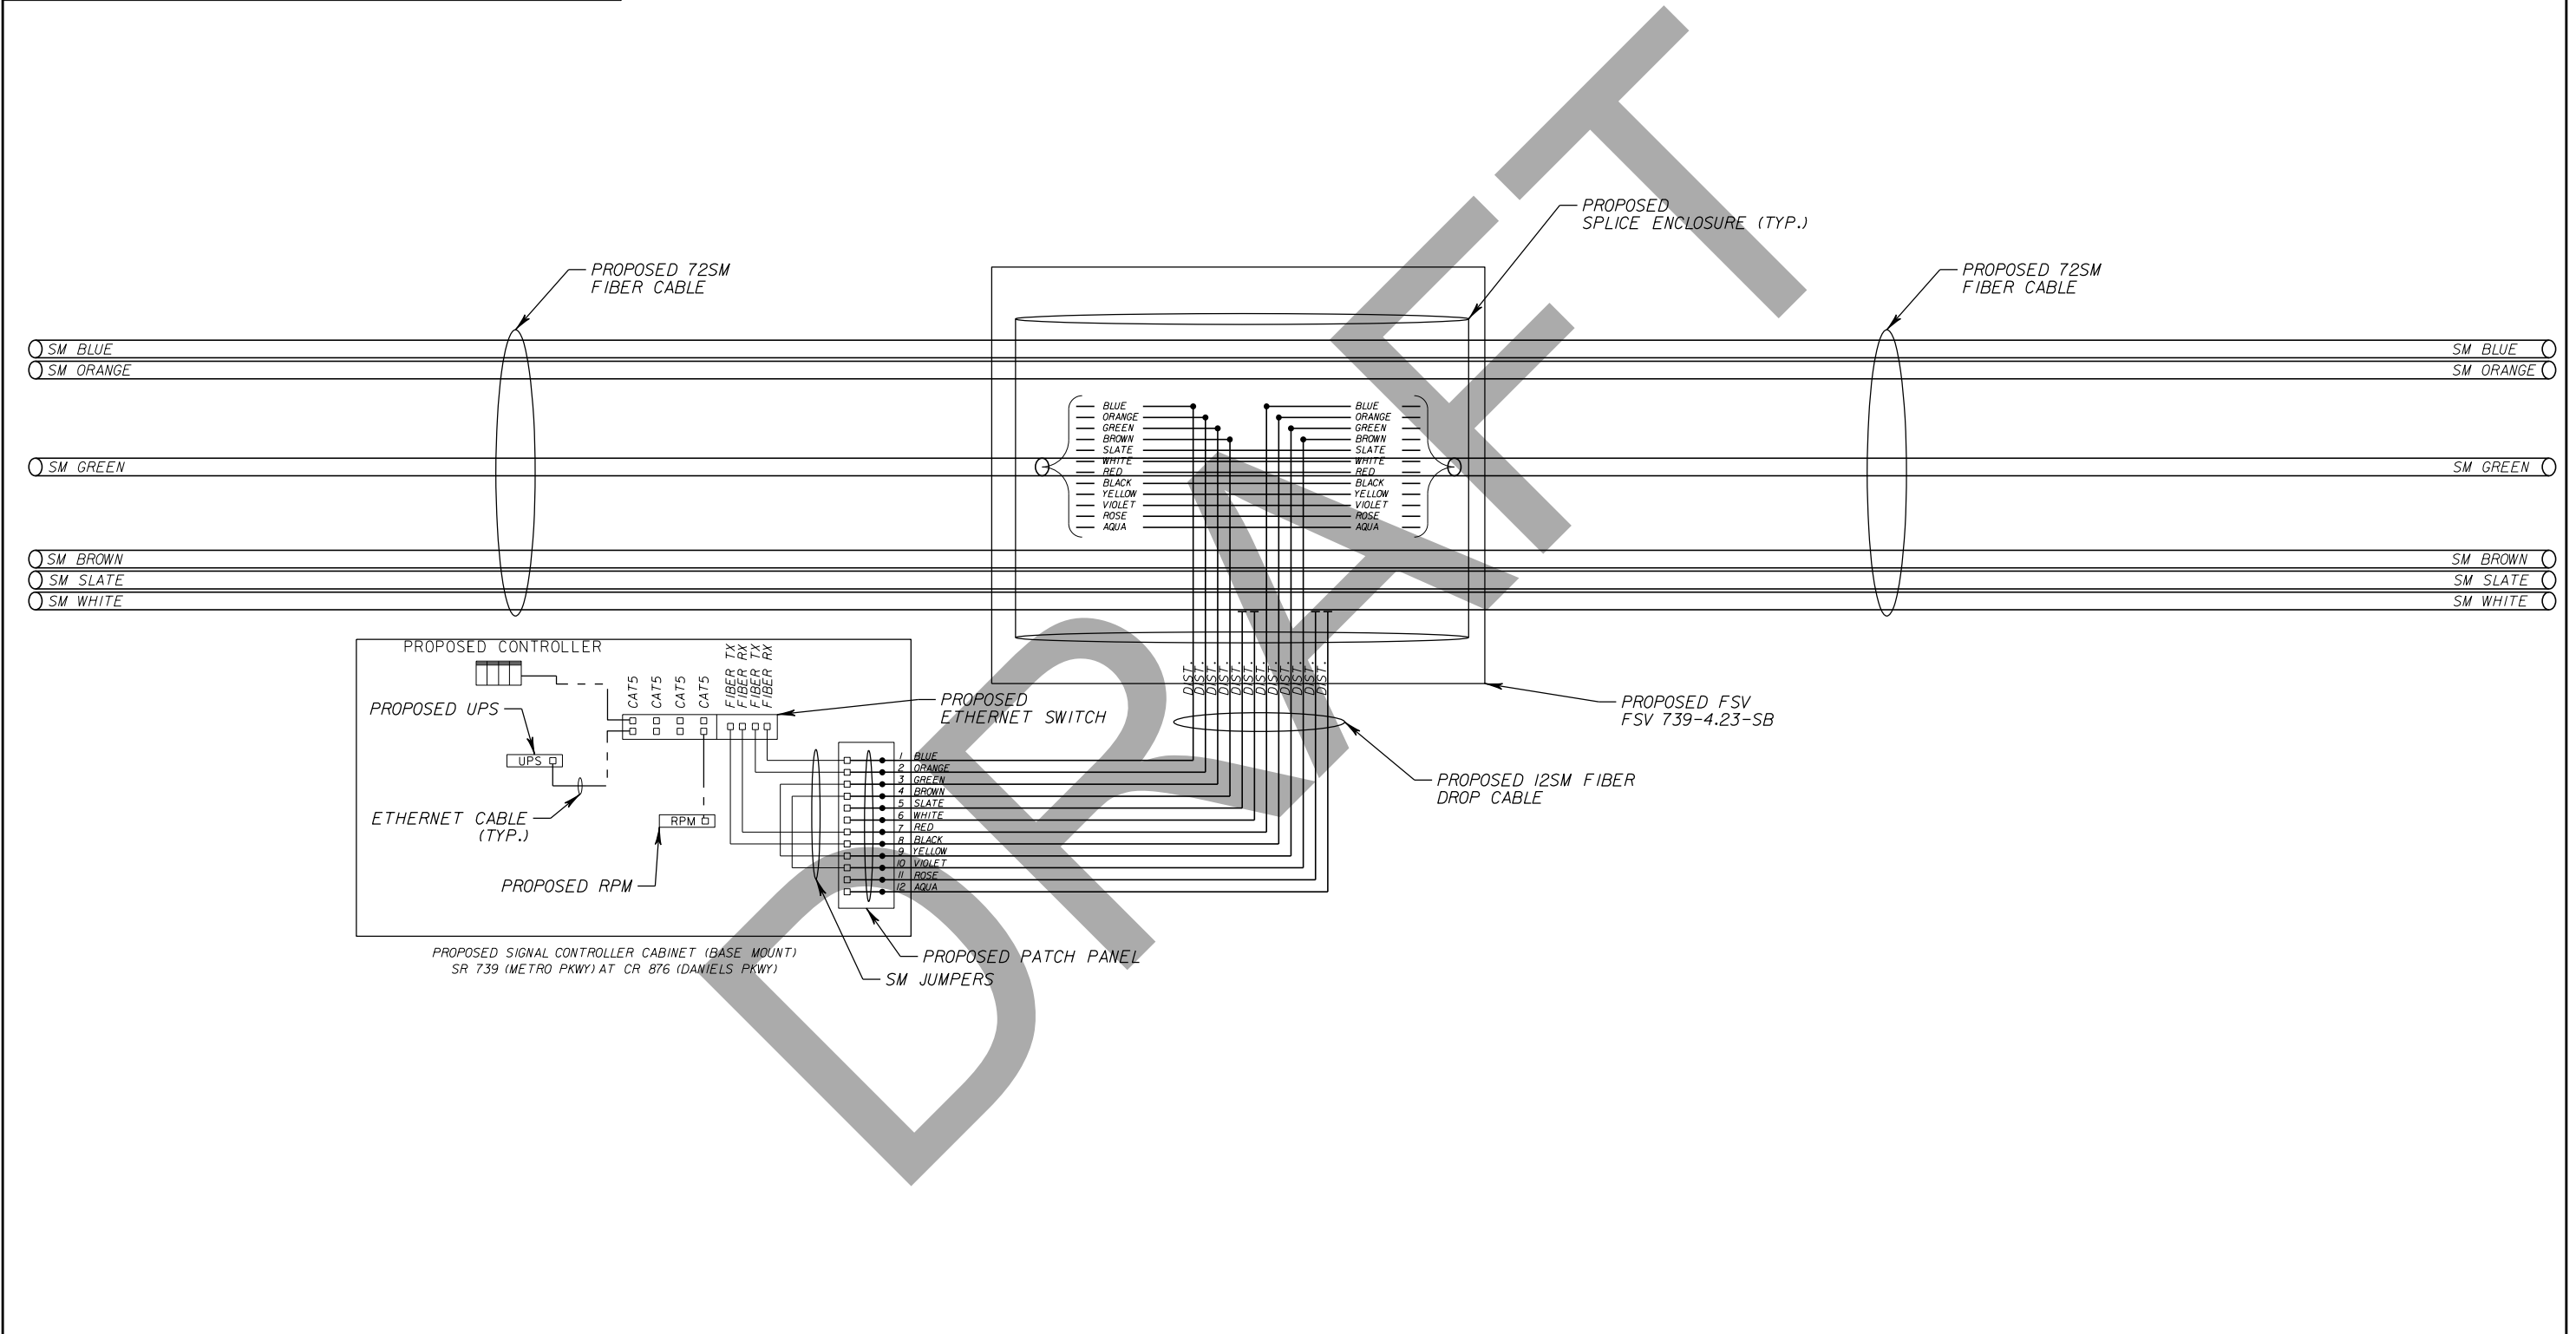 PROPOSED
SPLICE ENCLOSURE (TYP.)
PROPOSED 72SM
FIBER CABLE
PROPOSED 72SM
FIBER CABLE
SM BLUE
SM BLUE
SM ORANGE
SM ORANGE
BLUE
BLUE
ORANGE
ORANGE
GREEN
GREEN
BROWN
BROWN
SLATE
SLATE
WHITE
WHITE
RED
RED
BLACK
BLACK
YELLOW
YELLOW
VIOLET
VIOLET
ROSE
ROSE
AQUA
AQUA
SM GREEN
SM GREEN
SM BROWN
SM BROWN
SM SLATE
SM SLATE
SM WHITE
SM WHITE
PROPOSED CONTROLLER
CAT5
CAT5
CAT5
CAT5
FIBER TX
FIBER RX
FIBER TX
FIBER RX
DIST.
DIST.
DIST.
DIST.
DIST.
DIST.
DIST.
DIST.
DIST.
DIST.
DIST.
DIST.
PROPOSED UPS
PROPOSED
ETHERNET SWITCH
PROPOSED FSV
FSV 739-4.23-SB
UPS
1 BLUE
2 ORANGE
3 GREEN
4 BROWN
5 SLATE
6 WHITE
7 RED
8 BLACK
9 YELLOW
10 VIOLET
11 ROSE
12 AQUA
PROPOSED 12SM FIBER
DROP CABLE
ETHERNET CABLE
(TYP.)
RPM
PROPOSED RPM
PROPOSED SIGNAL CONTROLLER CABINET (BASE MOUNT)
SR 739 (METRO PKWY) AT CR 876 (DANIELS PKWY)
PROPOSED PATCH PANEL
SM JUMPERS
DRAFT